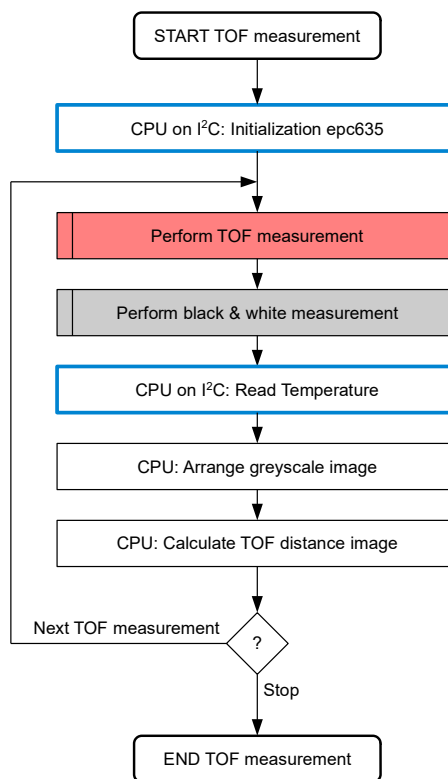 START TOF measurement
CPU on I²C: Initialization epc635
Perform TOF measurement
Perform black & white measurement
CPU on I²C: Read Temperature
CPU: Arrange greyscale image
CPU: Calculate TOF distance image
Next TOF measurement
?
Stop
END TOF measurement